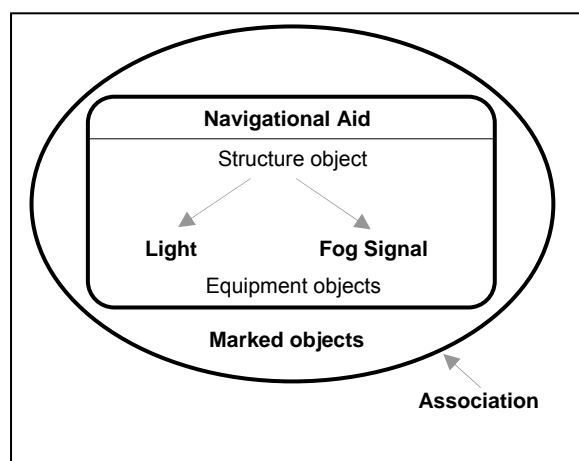 Navigational Aid
Structure object
Light Fog Signal
Equipment objects
Marked objects
Association